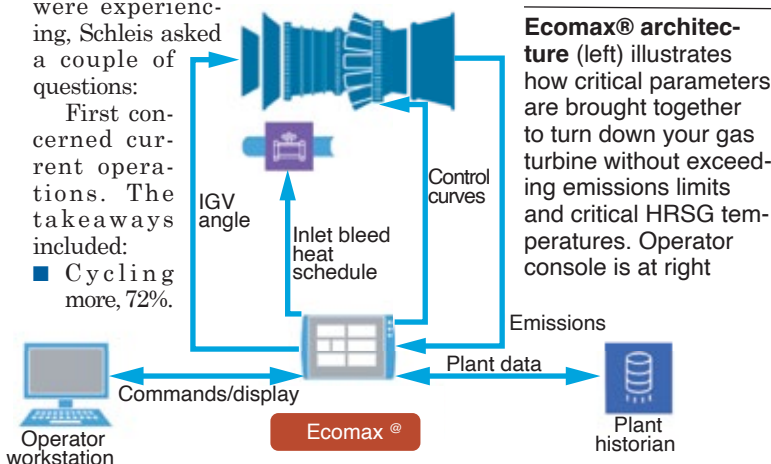 were experienc-
ing, Schleis asked
a couple of
questions:
First con-
cerned cur-
rent opera-
tions. The
takeaways
included:
■ Cycling
more, 72%.
IGV
angle
Inlet bleed
heat
schedule
Control
curves
Emissions
Plant data
Commands/display
Operator
workstation
Ecomax @
Plant
historian
Ecomax® architec-
ture (left) illustrates
how critical parameters
are brought together
to turn down your gas
turbine without exceed-
ing emissions limits
and critical HRSG tem-
peratures. Operator
console is at right